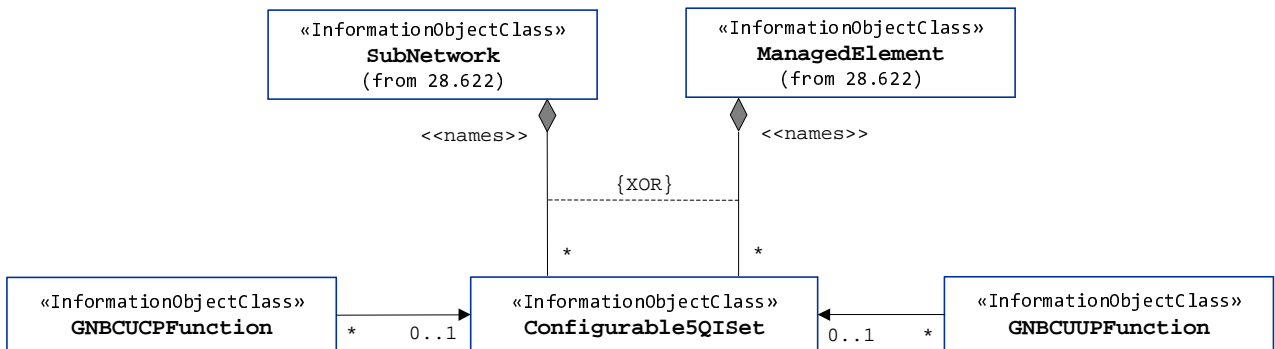 «InformationObjectClass»
SubNetwork
(from 28.622)
«InformationObjectClass»
ManagedElement
(from 28.622)
<<names>>
<<names>>
{XOR}
*
*
«InformationObjectClass»
GNBCUCPFunction
*
0..1
«InformationObjectClass»
Configurable5QISet
0..1
*
«InformationObjectClass»
GNBCUUPFunction